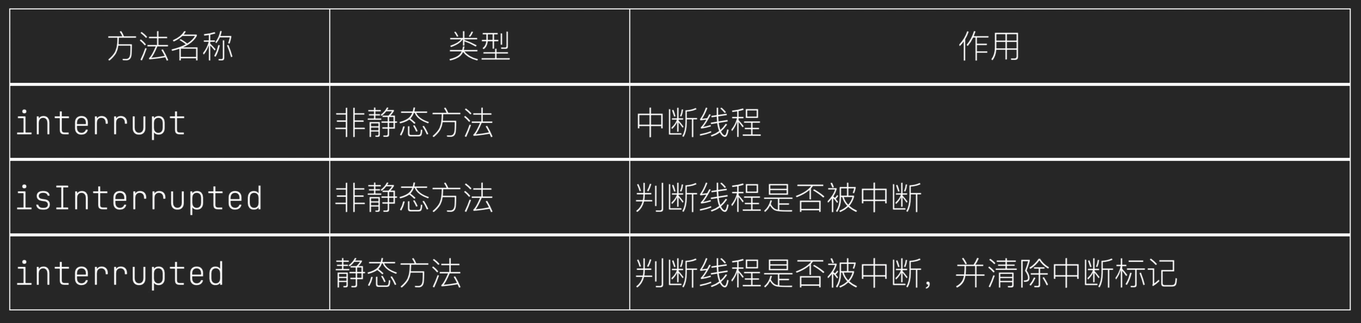 方法名称 类型 作用
interrupt 非静态方法 中断线程
isInterrupted 非静态方法 判断线程是否被中断
interrupted 静态方法 判断线程是否被中断，并清除中断标记